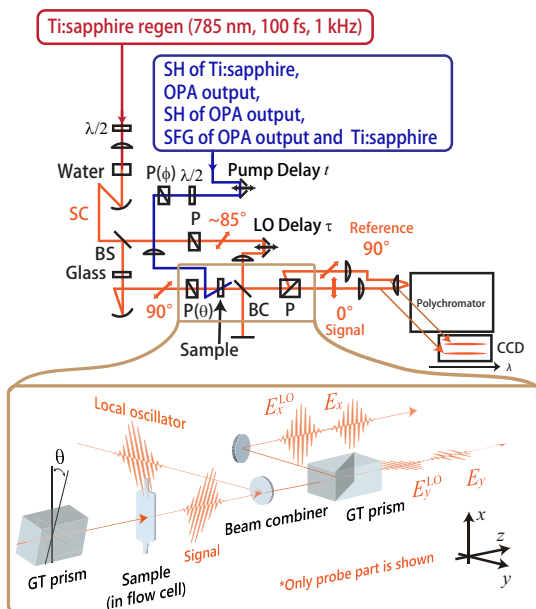 Ti:sapphire regen (785 nm, 100 fs, 1 kHz)
SH of Ti:sapphire,
OPA output,
SH of OPA output,
SFG of OPA output and Ti:sapphire
λ/2
Water
P(ϕ)
λ/2
Pump Delay t
SC
P
~85°
LO Delay τ
Reference
90°
BS
Glass
90°
P(θ)
BC
P
0°
Signal
Polychromator
Sample
CCD
λ
Local oscillator
E_x^LO
E_x
θ
E_y^LO
E_y
Beam combiner
GT prism
Signal
GT prism
Sample
(in flow cell)
*Only probe part is shown
x
z
y